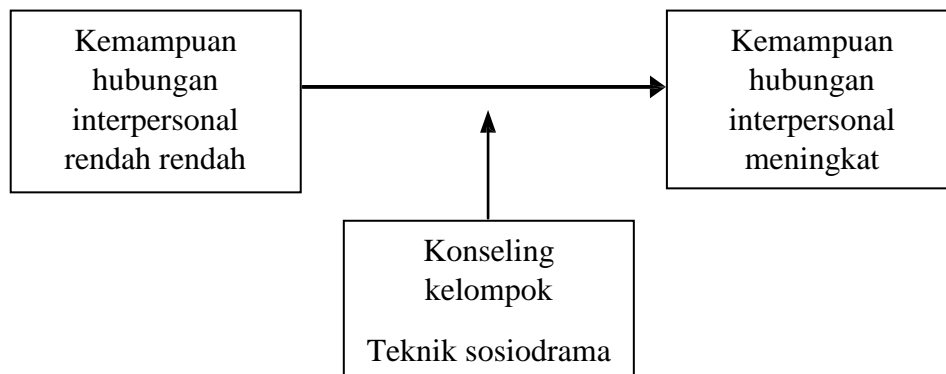 Kemampuan
hubungan
interpersonal
rendah rendah
Kemampuan
hubungan
interpersonal
meningkat
Konseling
kelompok
Teknik sosiodrama